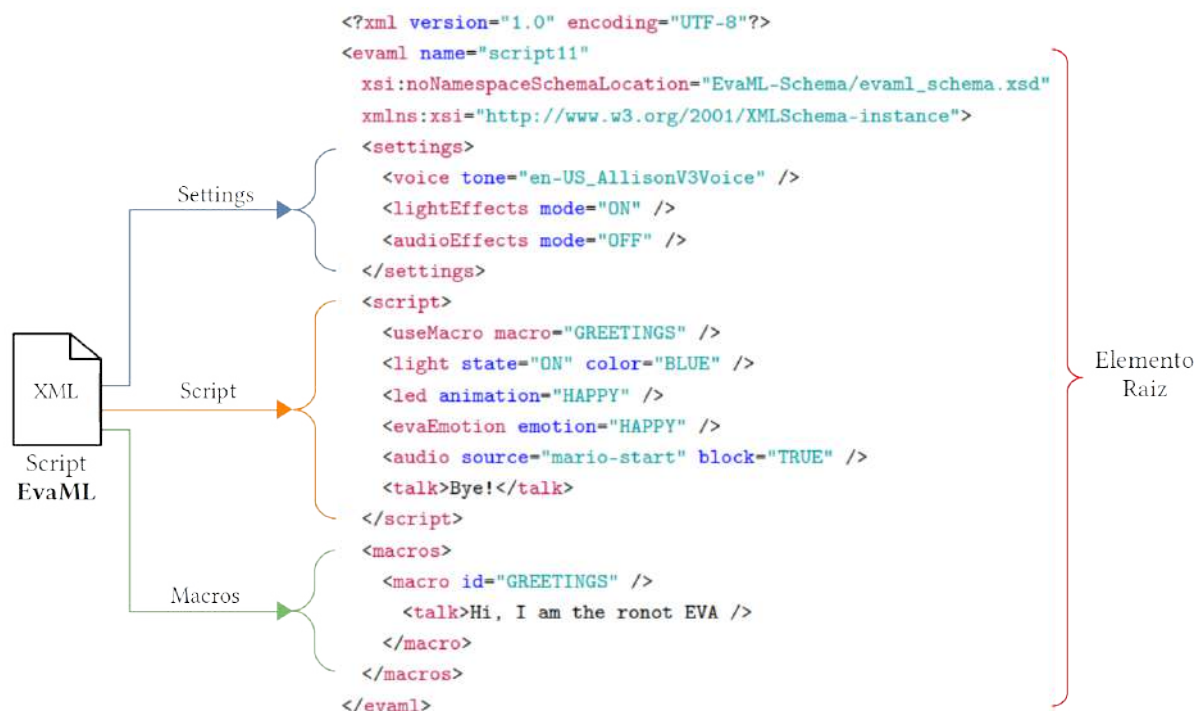 <?xml version="1.0" encoding="UTF-8"?>
<evaml name="script11"
xsi:noNamespaceSchemaLocation="EvaML-Schema/evaml_schema.xsd"
xmlns:xsi="http://www.w3.org/2001/XMLSchema-instance">
<settings>
<voice tone="en-US_AllisonV3Voice" />
<lightEffects mode="ON" />
<audioEffects mode="OFF" />
</settings>
<script>
<useMacro macro="GREETINGS" />
<light state="ON" color="BLUE" />
<led animation="HAPPY" />
<evaEmotion emotion="HAPPY" />
<audio source="mario-start" block="TRUE" />
<talk>Bye!</talk>
</script>
<macros>
<macro id="GREETINGS" />
<talk>Hi, I am the ronot EVA />
</macro>
</macros>
</evaml>
Settings
Script
Macros
XML
Script
EvaML
Elemento
Raiz